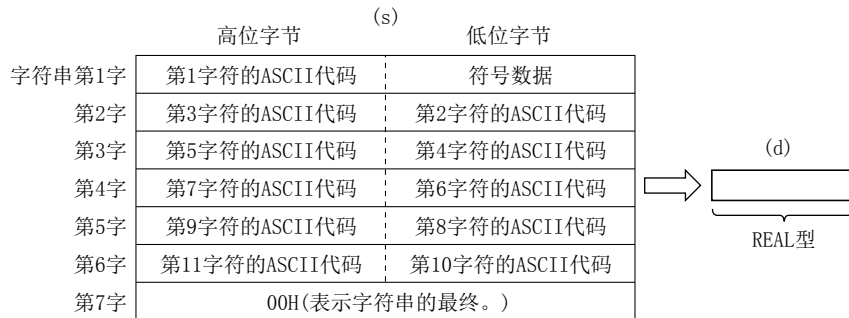 (s)
高位字节 低位字节
字符串第1字 第1字符的ASCII代码 符号数据
第2字 第3字符的ASCII代码 第2字符的ASCII代码
第3字 第5字符的ASCII代码 第4字符的ASCII代码
(d)
第4字 第7字符的ASCII代码 第6字符的ASCII代码
第5字 第9字符的ASCII代码 第8字符的ASCII代码
REAL型
第6字 第11字符的ASCII代码 第10字符的ASCII代码
第7字 00H(表示字符串的最终。)